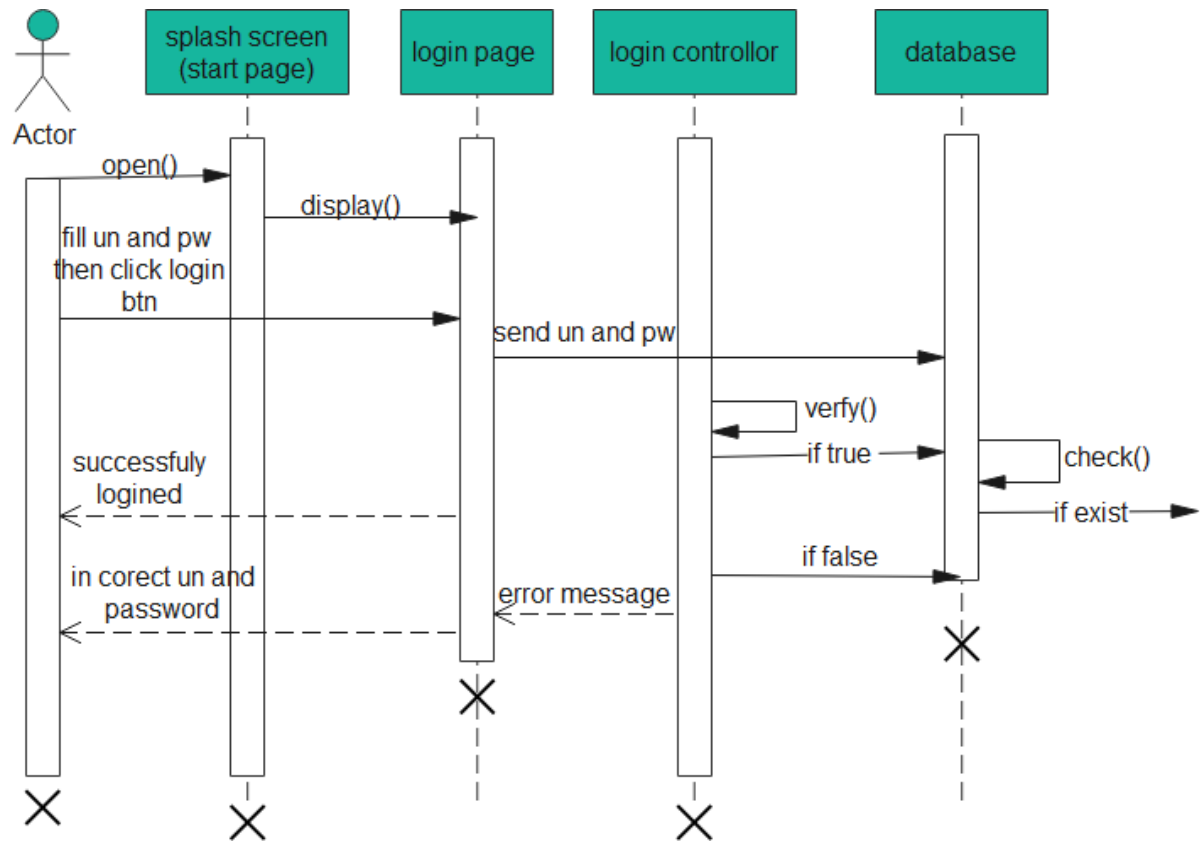 splash screen
(start page)
login page
login controllor
database
Actor
open()
display()
fill un and pw
then click login
btn
send un and pw
verfy()
if true
check()
successfuly
logined
if exist
if false
in corect un and
password
error message